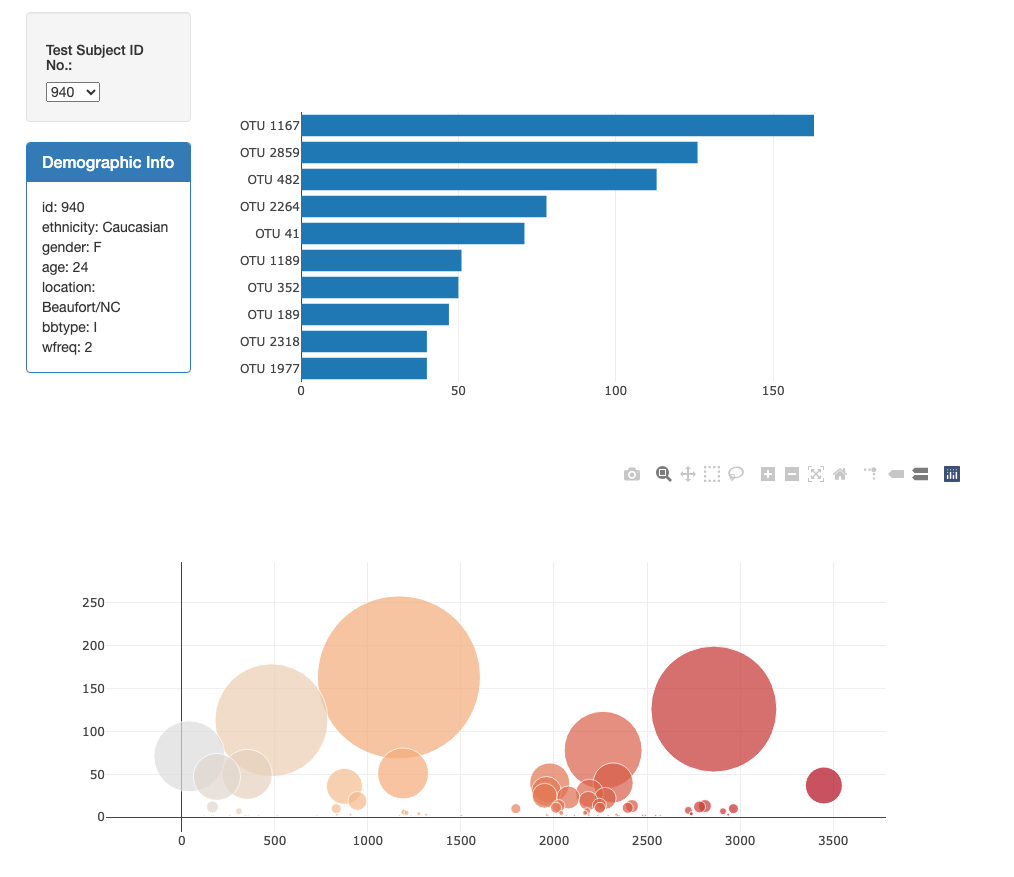 Test Subject ID
No.:
940
Demographic Info
id: 940
ethnicity: Caucasian
gender: F
age: 24
location:
Beaufort/NC
bbtype: I
wfreq: 2
OTU 1167
OTU 2859
OTU 482
OTU 2264
OTU 41
OTU 1189
OTU 352
OTU 189
OTU 2318
OTU 1977
0 50 100 150
250
200
150
100
50
0
0 500 1000 1500 2000 2500 3000 3500